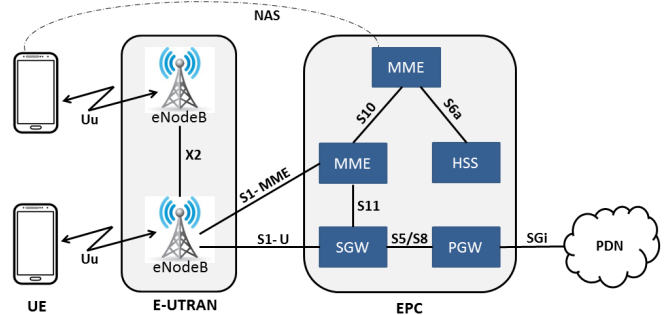 NAS
MME
eNodeB
Uu
S10
S6a
X2
S1- MME
MME
HSS
S11
S1- U
SGW
S5/S8
PGW
SGi
PDN
eNodeB
Uu
UE
E-UTRAN
EPC